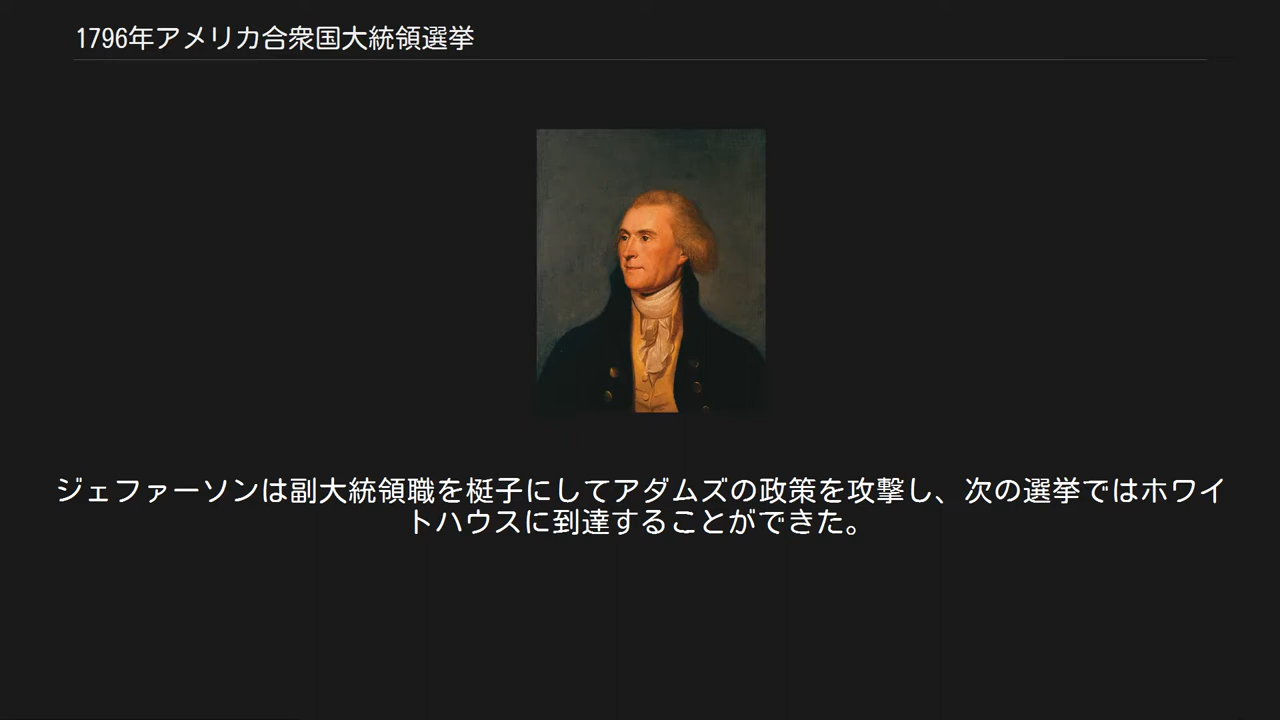 1796年アメリカ合衆国大統領選挙
ジェファーソンは副大統領職を梃子にしてアダムズの政策を攻撃し、次の選挙ではホワイ
トハウスに到達することができた。